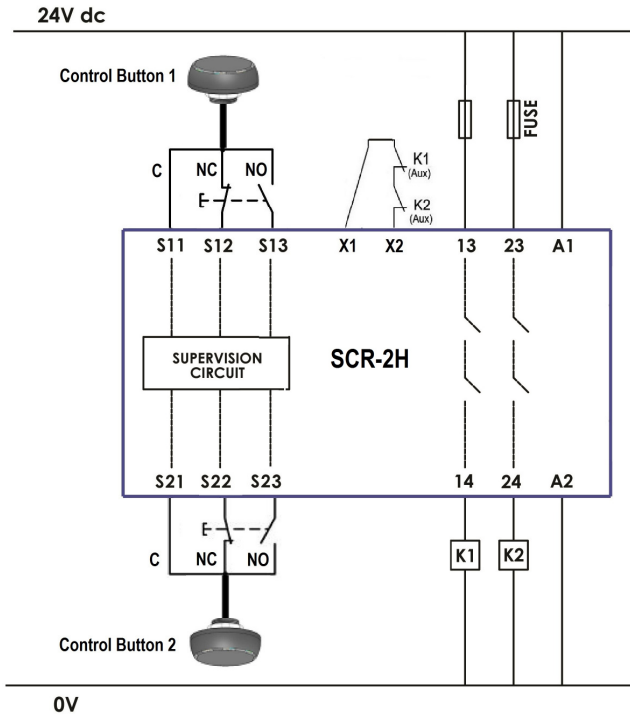 24V dc
Control Button 1
C NC NO
K1
(Aux)
K2
(Aux)
FUSE
S11 S12 S13 X1 X2 13 23 A1
SUPERVISION
CIRCUIT
SCR-2H
S21 S22 S23 14 24 A2
C NC NO K1 K2
Control Button 2
0V